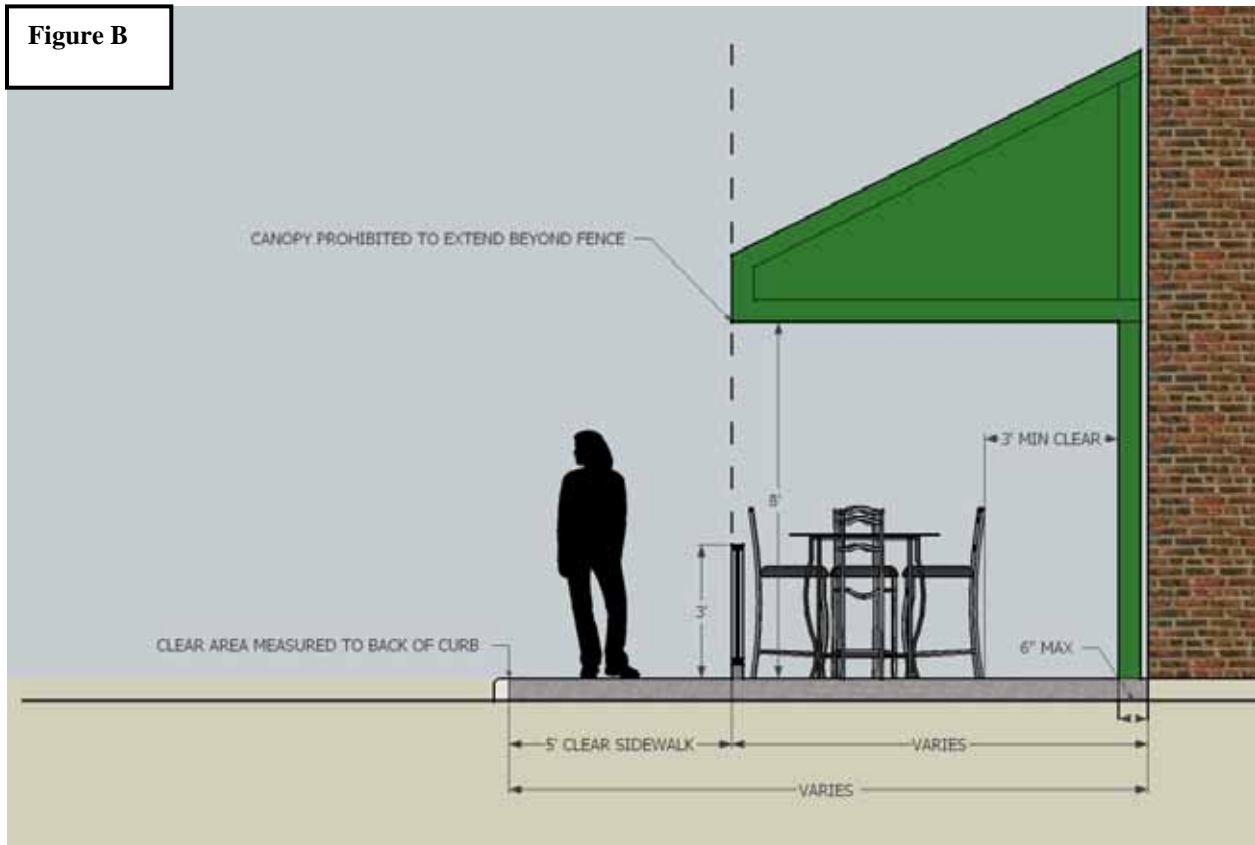 Figure B
CANOPY PROHIBITED TO EXTEND BEYOND FENCE
3' MIN CLEAR
8'
3'
CLEAR AREA MEASURED TO BACK OF CURB
6" MAX
5' CLEAR SIDEWALK
VARIES
VARIES